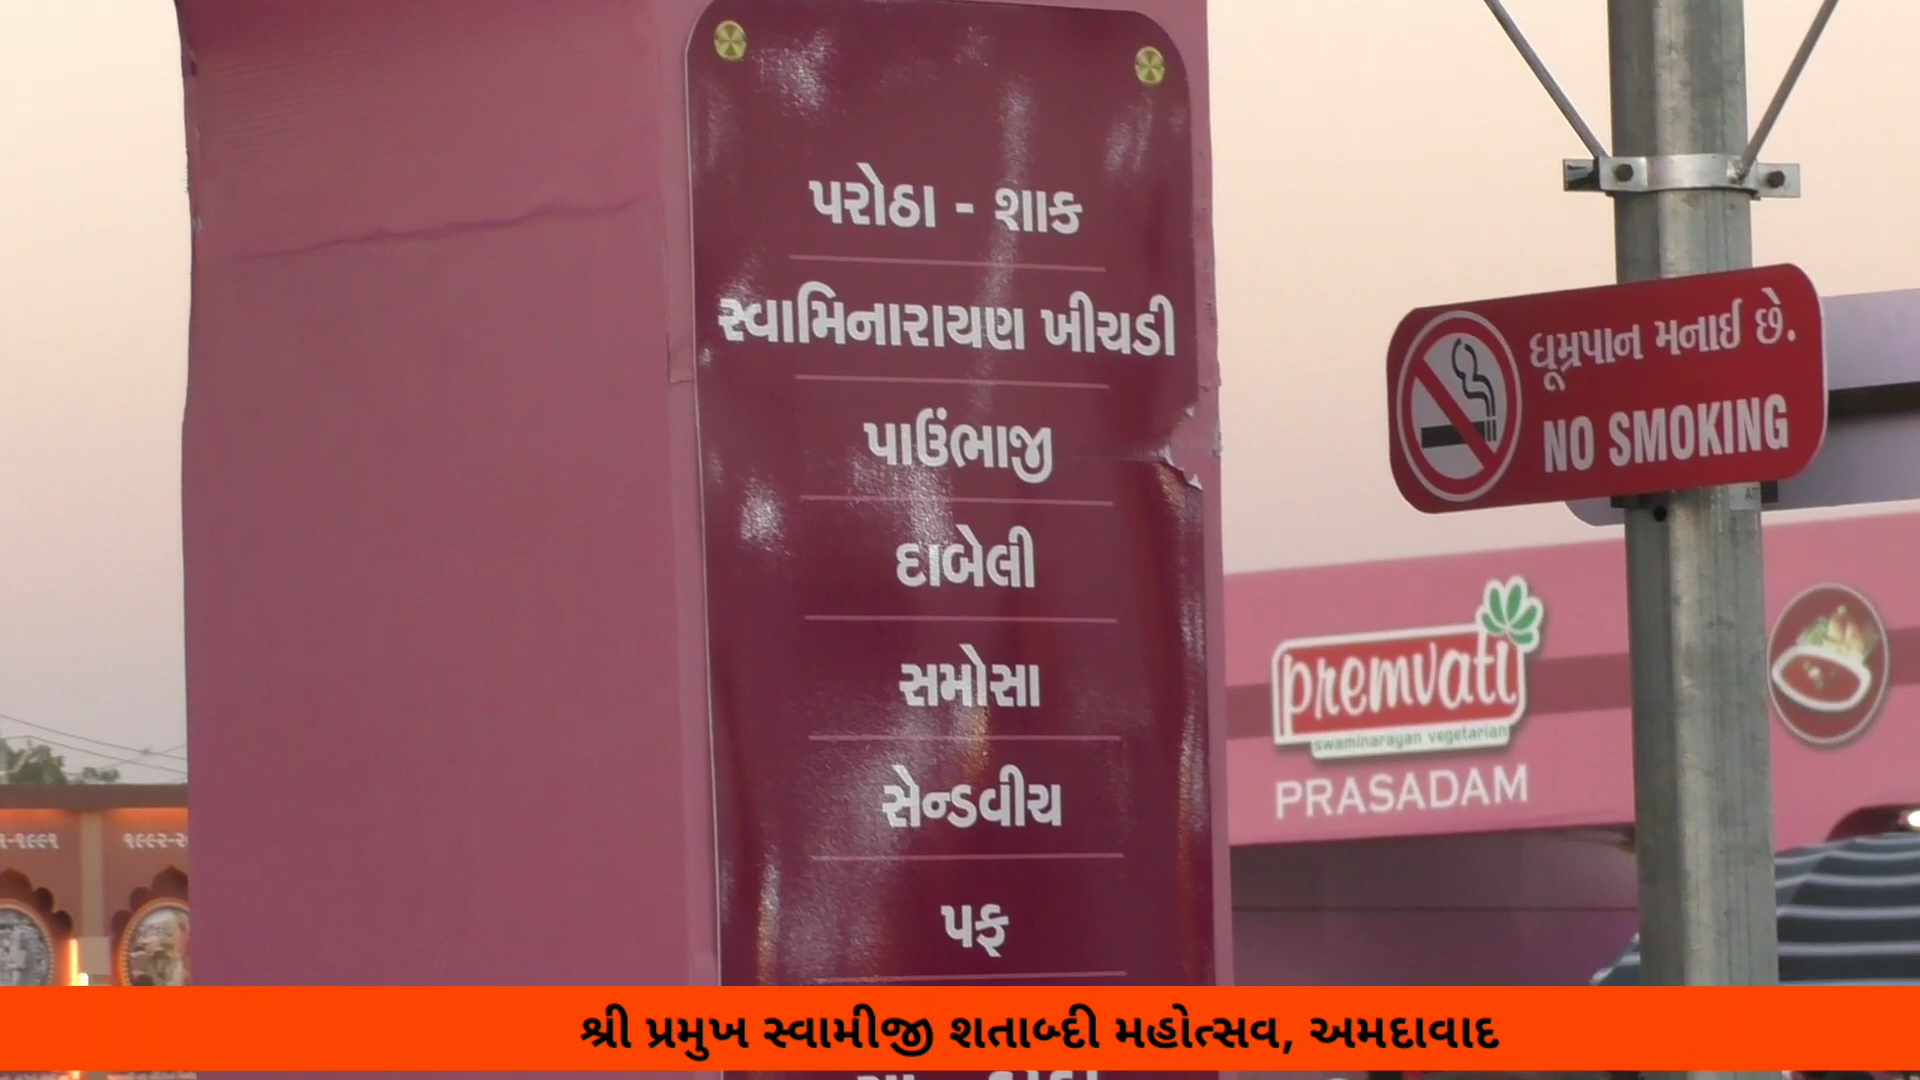 પરોઠા - શાક
સ્વામિનારાયણ ખીચડી
પાઉંભાજી
દાબેલી
સમોસા
સેન્ડવીચ
પફ
ધૂમ્રપાન મનાઈ છે.
NO SMOKING
premvati
swaminarayan vegetarian
PRASADAM
શ્રી પ્રમુખ સ્વામીજી શતાબ્દી મહોત્સવ, અમદાવાદ